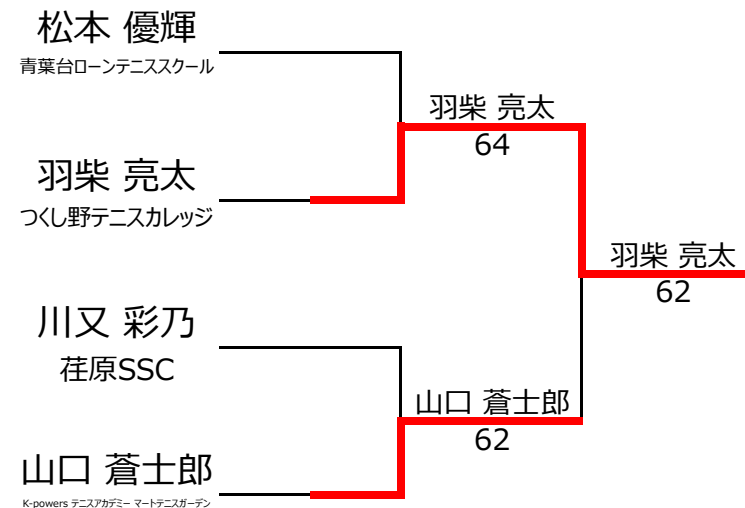 松本 優輝
青葉台ローンテニススクール
羽柴 亮太
64
羽柴 亮太
つくし野テニスカレッジ
羽柴 亮太
62
川又 彩乃
荏原SSC
山口 蒼士郎
62
山口 蒼士郎
K-powers テニスアカデミー マートテニスガーデン